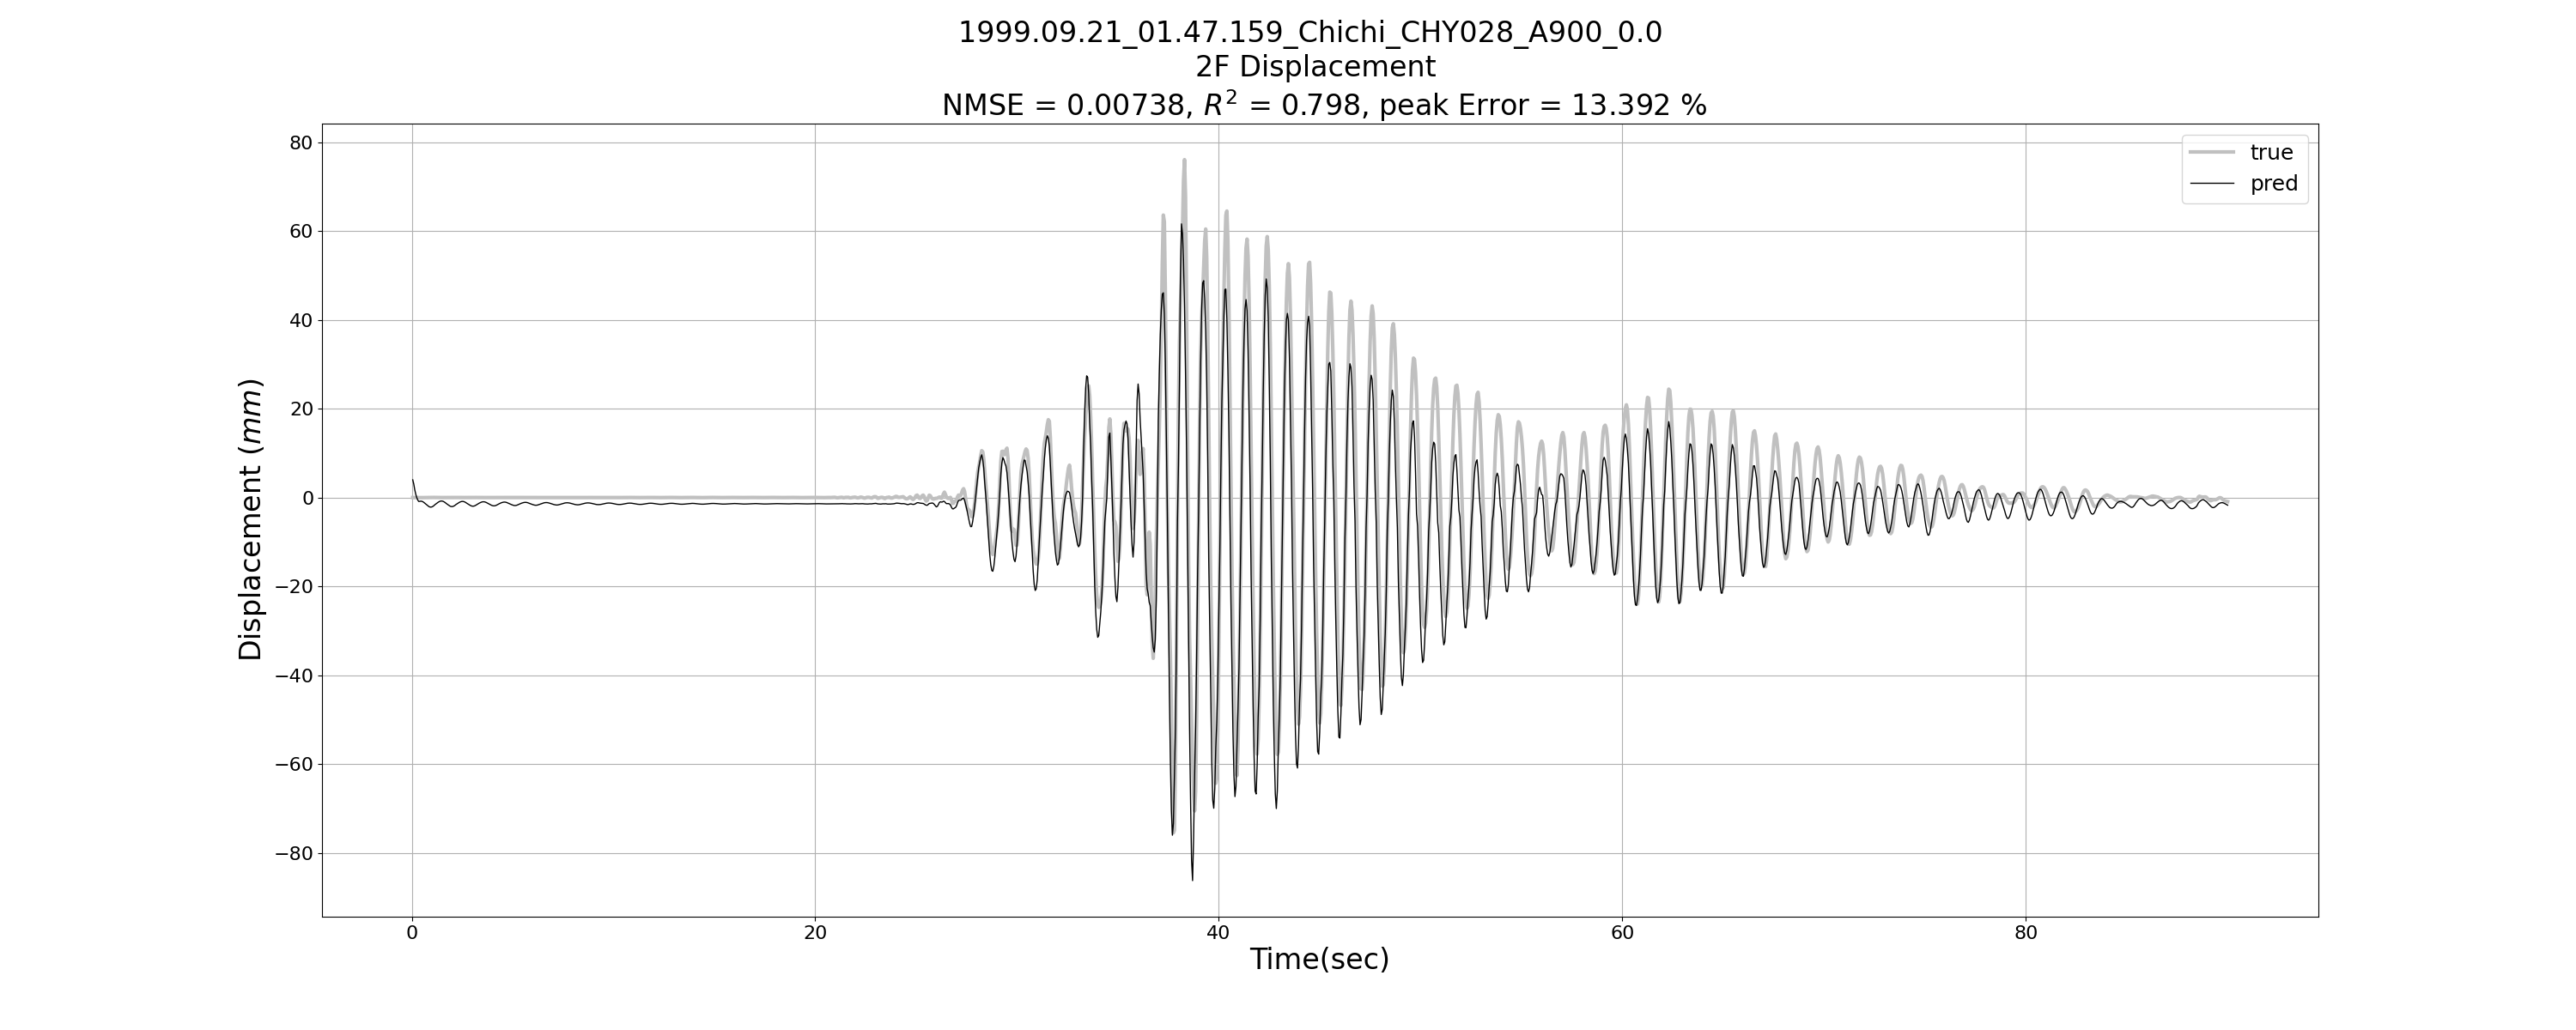 1999.09.21_01.47.159_Chichi_CHY028_A900_0.0
2F Displacement
NMSE = 0.00738, R² = 0.798, peak Error = 13.392 %
true
pred
Displacement (mm)
80
60
40
20
0
−20
−40
−60
−80
0 20 40 60 80
Time(sec)